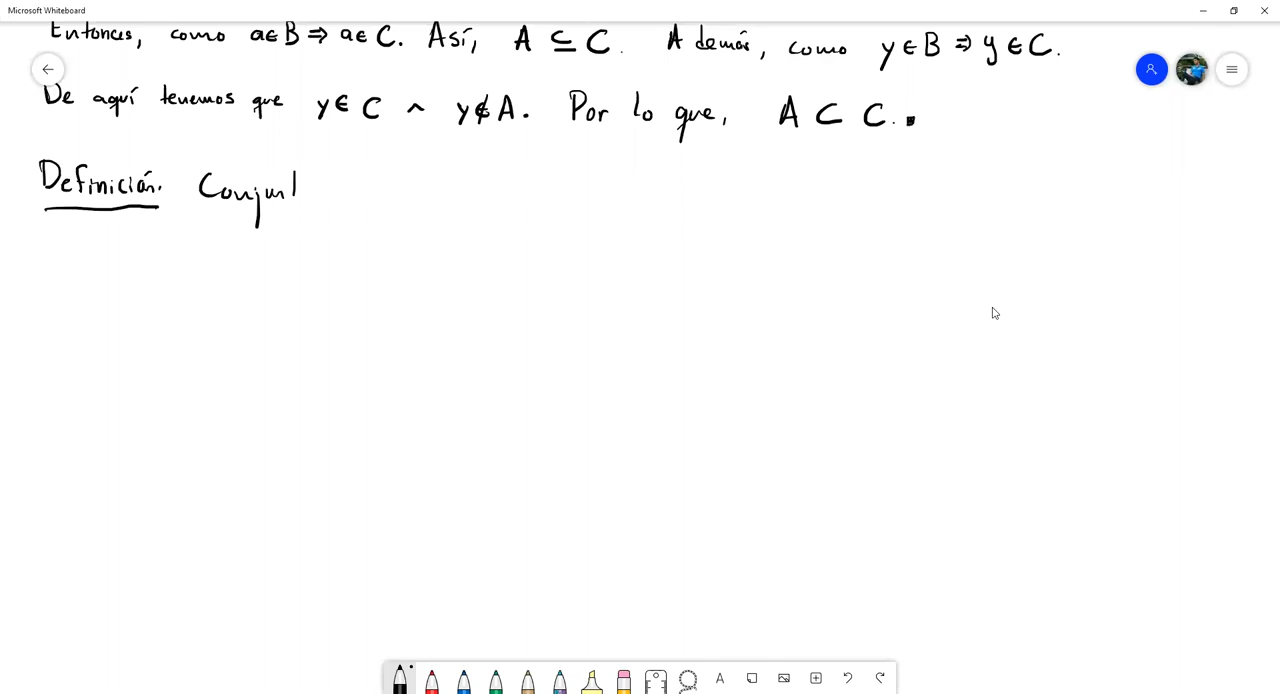 Microsoft Whiteboard
Entonces, como a∈B ⇒ a∈C. Así, A ⊆ C. Además, como y∈B ⇒ y∈C.
De aquí tenemos que y∈C ∧ y∉A. Por lo que, A ⊂ C.▪
Definición. Conjunt
A